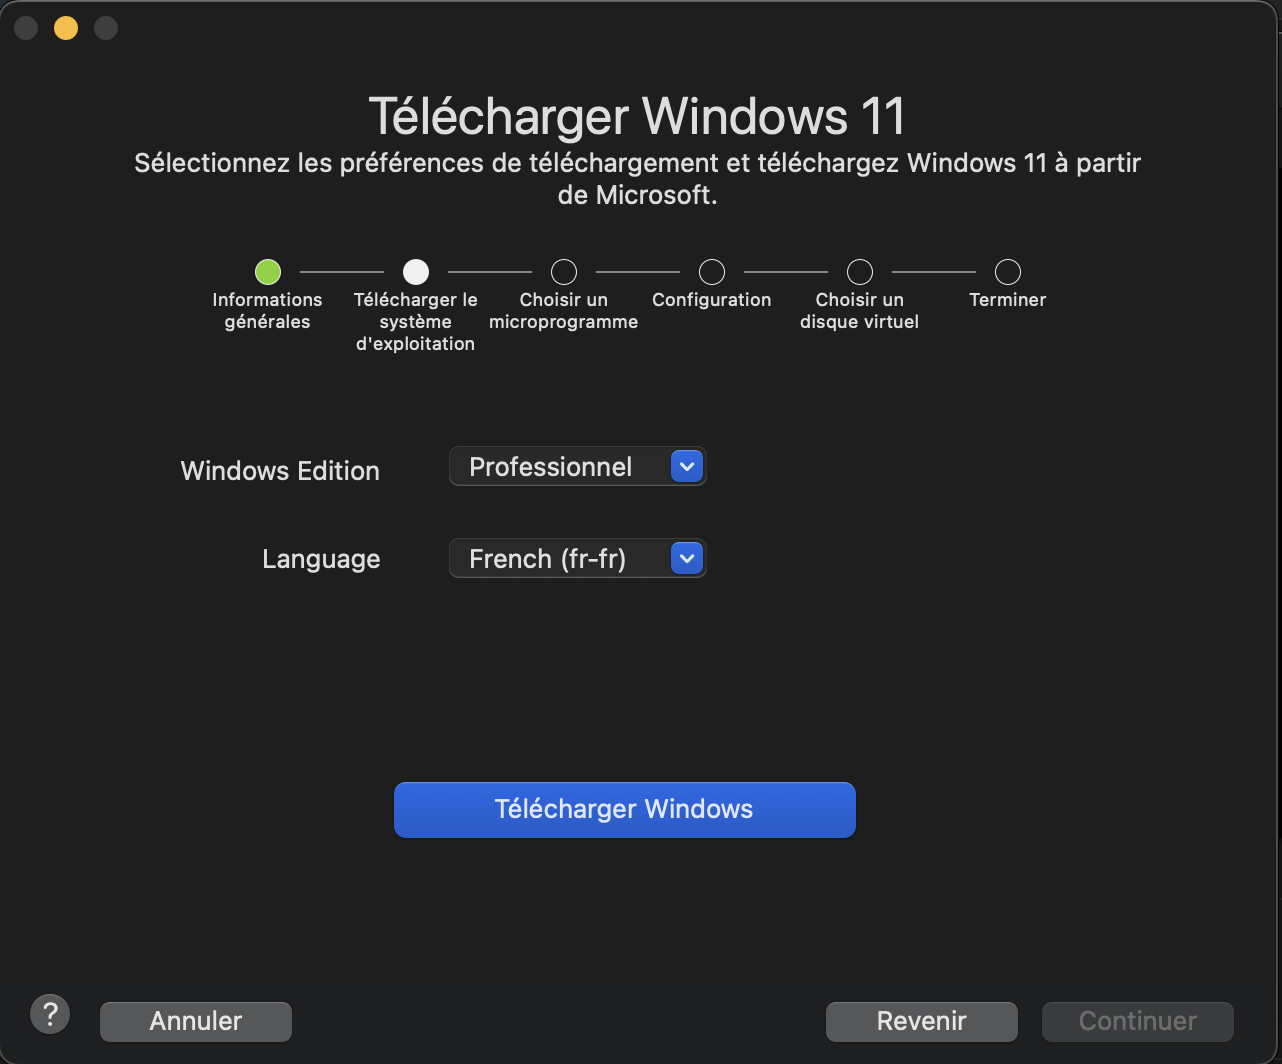 Télécharger Windows 11
Sélectionnez les préférences de téléchargement et téléchargez Windows 11 à partir
de Microsoft.
Informations
générales
Télécharger le
système
d'exploitation
Choisir un
microprogramme
Configuration
Choisir un
disque virtuel
Terminer
Windows Edition
Professionnel
Language
French (fr-fr)
Télécharger Windows
?
Annuler
Revenir
Continuer